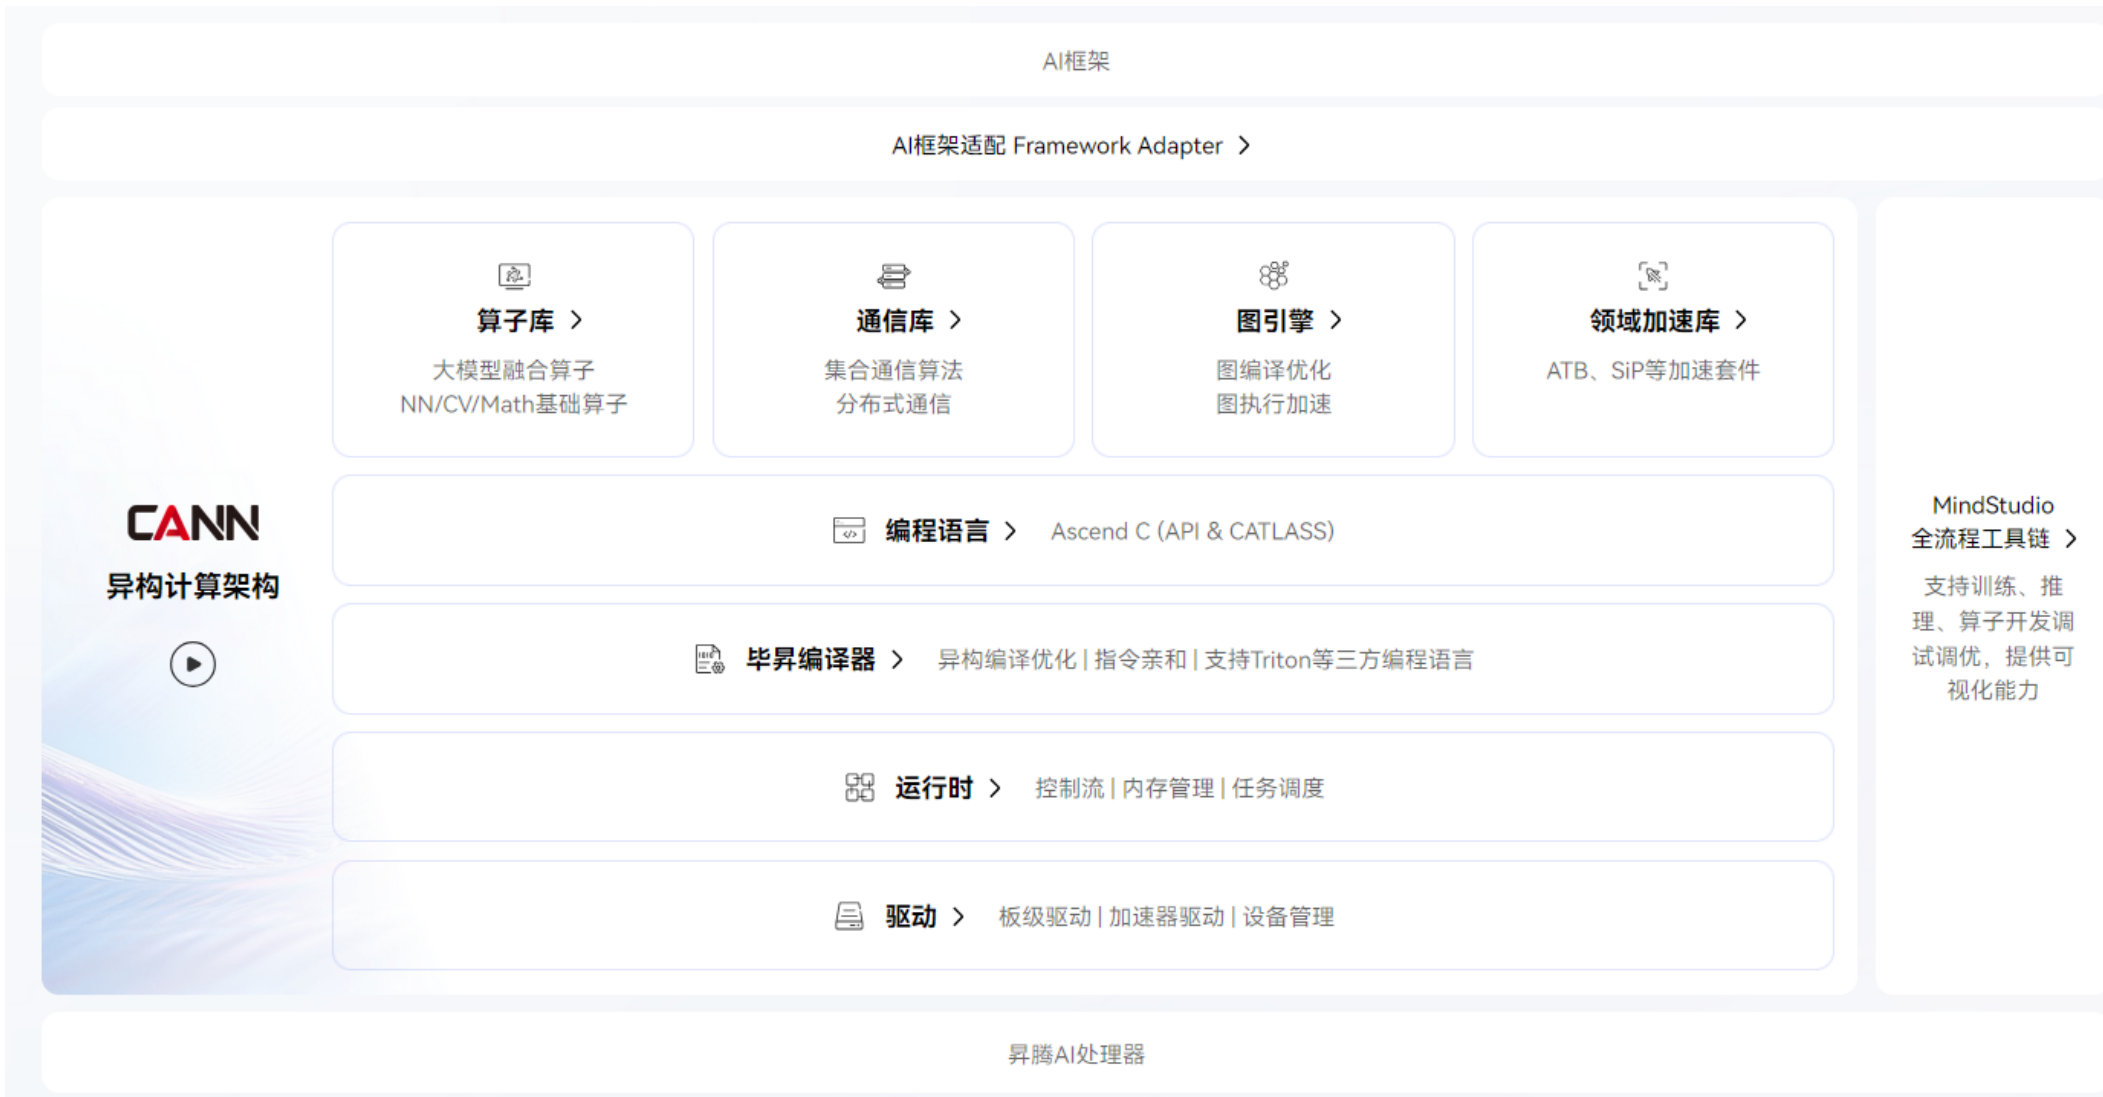 AI框架
AI框架适配 Framework Adapter
算子库
大模型融合算子
NN/CV/Math基础算子
通信库
集合通信算法
分布式通信
图引擎
图编译优化
图执行加速
领域加速库
ATB、SiP等加速套件
CANN
异构计算架构
编程语言 Ascend C (API & CATLASS)
毕昇编译器 异构编译优化 | 指令亲和 | 支持Triton等三方编程语言
运行时 控制流 | 内存管理 | 任务调度
驱动 板级驱动 | 加速器驱动 | 设备管理
MindStudio
全流程工具链
支持训练、推
理、算子开发调
试调优，提供可
视化能力
昇腾AI处理器